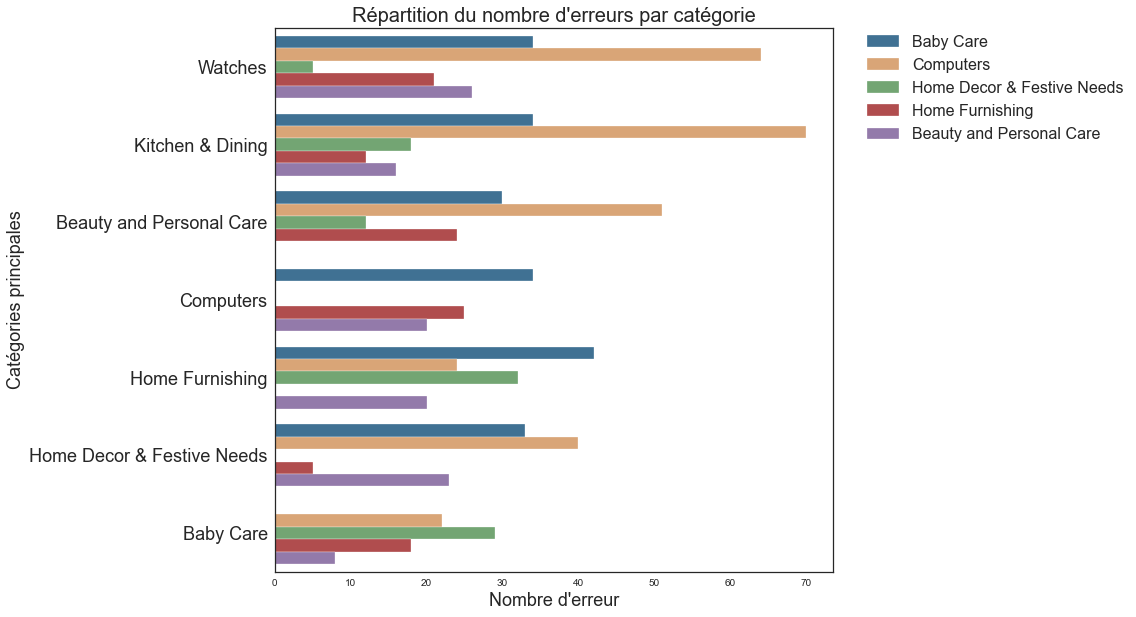 Répartition du nombre d'erreurs par catégorie
Baby Care
Computers
Home Decor & Festive Needs
Home Furnishing
Beauty and Personal Care
Catégories principales
Watches
Kitchen & Dining
Beauty and Personal Care
Computers
Home Furnishing
Home Decor & Festive Needs
Baby Care
0 10 20 30 40 50 60 70
Nombre d'erreur